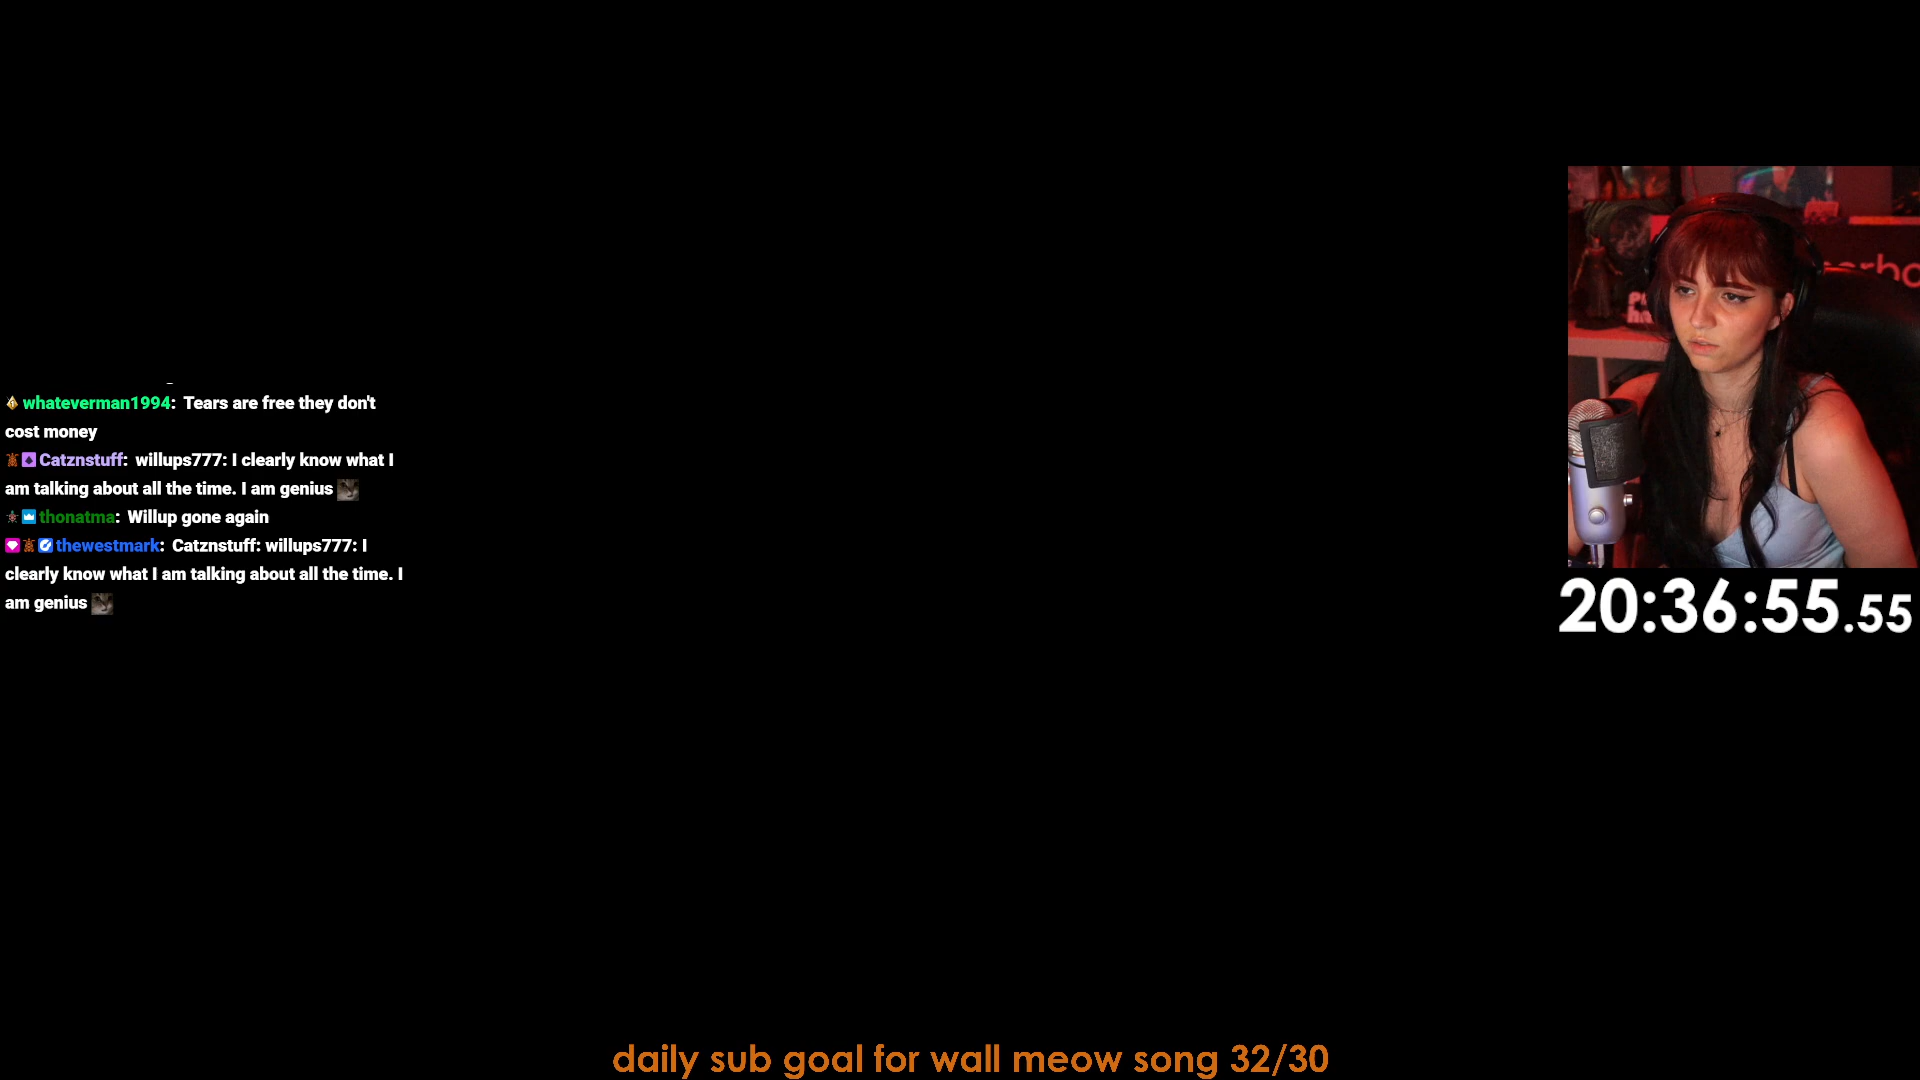 whateverman1994: Tears are free they don't
cost money
Catznstuff: willups777: I clearly know what I
am talking about all the time. I am genius
thonatma: Willup gone again
thewestmark: Catznstuff: willups777: I
clearly know what I am talking about all the time. I
am genius
20:36:55.55
daily sub goal for wall meow song 32/30